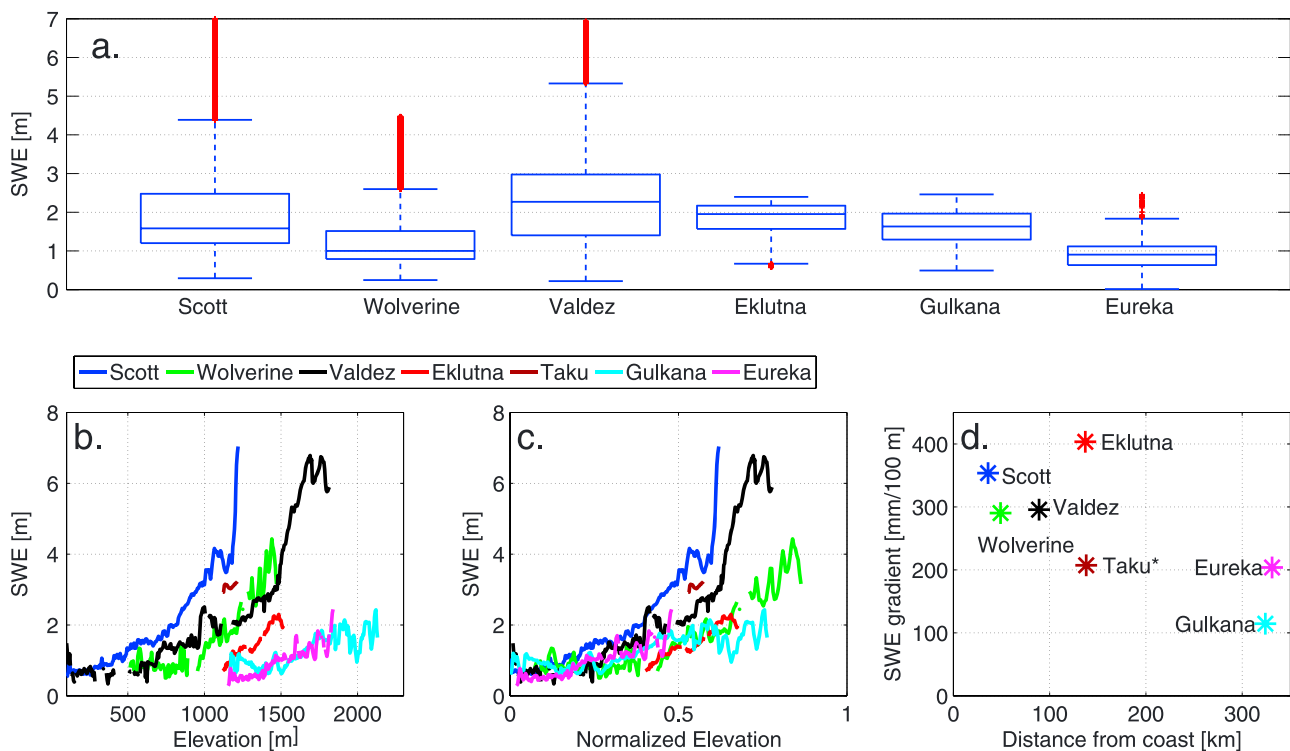 a.
SWE [m]
7
6
5
4
3
2
1
0
Scott Wolverine Valdez Eklutna Gulkana Eureka
Scott Wolverine Valdez Eklutna Taku Gulkana Eureka
b.
SWE [m]
8
6
4
2
0
500 1000 1500 2000
Elevation [m]
c.
SWE [m]
8
6
4
2
0
0 0.5 1
Normalized Elevation
d.
SWE gradient [mm/100 m]
400
300
200
100
0
Eklutna
Scott
Valdez
Wolverine
Taku*
Eureka
Gulkana
0 100 200 300
Distance from coast [km]